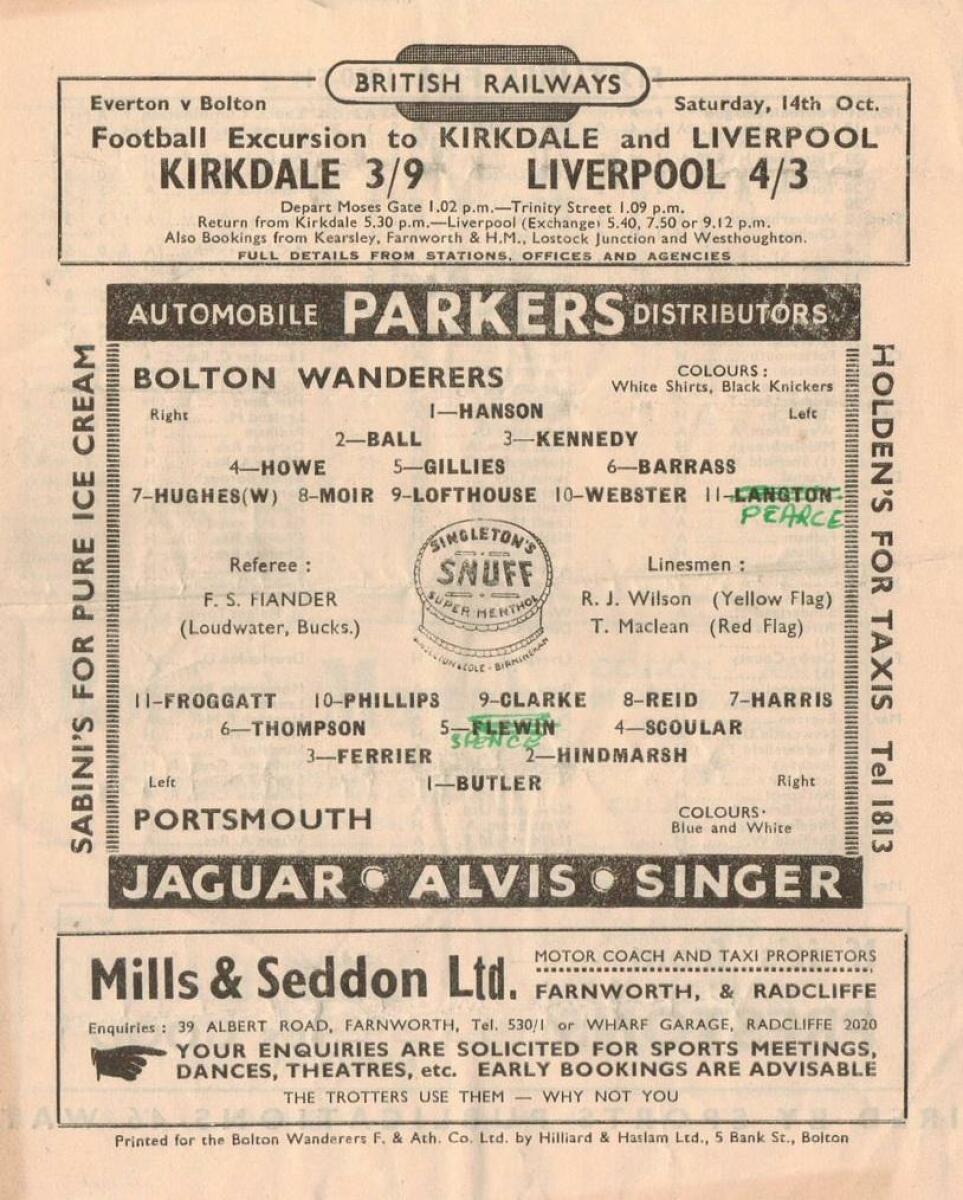 BRITISH RAILWAYS
Everton v Bolton Saturday, 14th Oct.
Football Excursion to KIRKDALE and LIVERPOOL
KIRKDALE 3/9 LIVERPOOL 4/3
Depart Moses Gate 1.02 p.m.—Trinity Street 1.09 p.m.
Return from Kirkdale 5.30 p.m.—Liverpool (Exchange) 5.40, 7.50 or 9.12 p.m.
Also Bookings from Kearsley, Farnworth & H.M., Lostock Junction and Westhoughton.
FULL DETAILS FROM STATIONS, OFFICES AND AGENCIES
AUTOMOBILE PARKERS DISTRIBUTORS
SABINI'S FOR PURE ICE CREAM
HOLDEN'S FOR TAXIS Tel 1813
BOLTON WANDERERS
COLOURS :
White Shirts, Black Knickers
Right 1—HANSON Left
2—BALL 3—KENNEDY
4—HOWE 5—GILLIES 6—BARRASS
7-HUGHES(W) 8-MOIR 9-LOFTHOUSE 10-WEBSTER 11-LANGTON
PEARCE
SINGLETON'S
SNUFF
SUPER MENTHOL
Referee :
F. S. FIANDER
(Loudwater, Bucks.)
Linesmen :
R. J. Wilson (Yellow Flag)
T. Maclean (Red Flag)
11-FROGGATT 10-PHILLIPS 9-CLARKE 8-REID 7-HARRIS
6—THOMPSON 5—FLEWIN 4—SCOULAR
SPENCE
3—FERRIER 2—HINDMARSH
Left 1—BUTLER Right
PORTSMOUTH
COLOURS·
Blue and White
JAGUAR • ALVIS • SINGER
Mills & Seddon Ltd.
MOTOR COACH AND TAXI PROPRIETORS
FARNWORTH, & RADCLIFFE
Enquiries : 39 ALBERT ROAD, FARNWORTH, Tel. 530/1 or WHARF GARAGE, RADCLIFFE 2020
YOUR ENQUIRIES ARE SOLICITED FOR SPORTS MEETINGS,
DANCES, THEATRES, etc. EARLY BOOKINGS ARE ADVISABLE
THE TROTTERS USE THEM — WHY NOT YOU
Printed for the Bolton Wanderers F. & Ath. Co. Ltd. by Hilliard & Haslam Ltd., 5 Bank St., Bolton